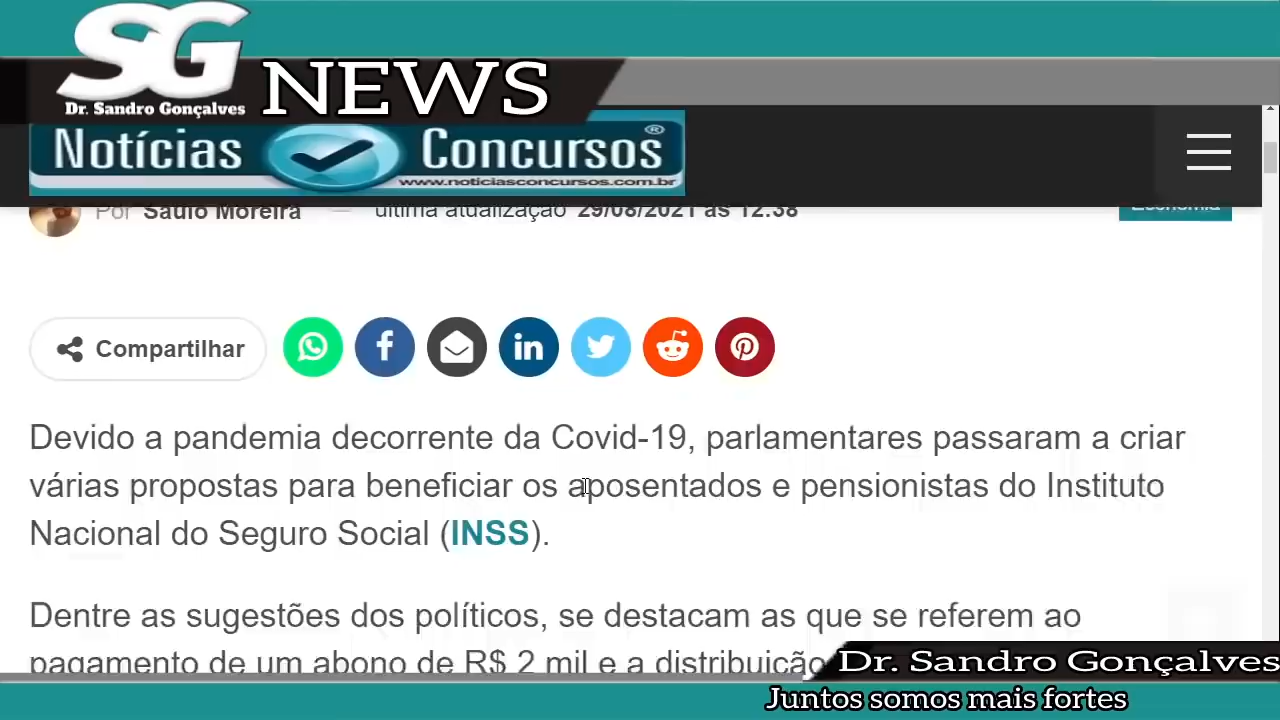 SG
Dr. Sandro Gonçalves
NEWS
Notícias Concursos ®
www.noticiasconcursos.com.br
Por Saulo Moreira — última atualização 29/08/2021 às 12:38
Economia
Compartilhar
Devido a pandemia decorrente da Covid-19, parlamentares passaram a criar
várias propostas para beneficiar os aposentados e pensionistas do Instituto
Nacional do Seguro Social (INSS).
Dentre as sugestões dos políticos, se destacam as que se referem ao
pagamento de um abono de R$ 2 mil e a distribuição
Dr. Sandro Gonçalves
Juntos somos mais fortes